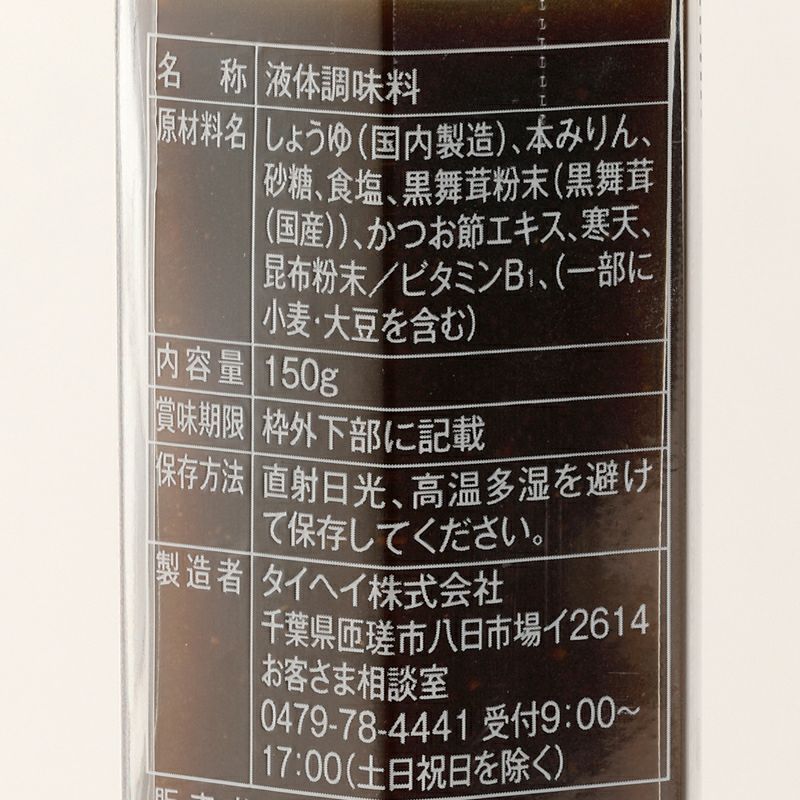 名称 液体調味料
原材料名 しょうゆ(国内製造)、本みりん、
砂糖、食塩、黒舞茸粉末(黒舞茸
(国産))、かつお節エキス、寒天、
昆布粉末/ビタミンB1、(一部に
小麦・大豆を含む)
内容量 150g
賞味期限 枠外下部に記載
保存方法 直射日光、高温多湿を避け
て保存してください。
製造者 タイヘイ株式会社
千葉県匝瑳市八日市場イ2614
お客さま相談室
0479-78-4441 受付9:00～
17:00(土日祝日を除く)